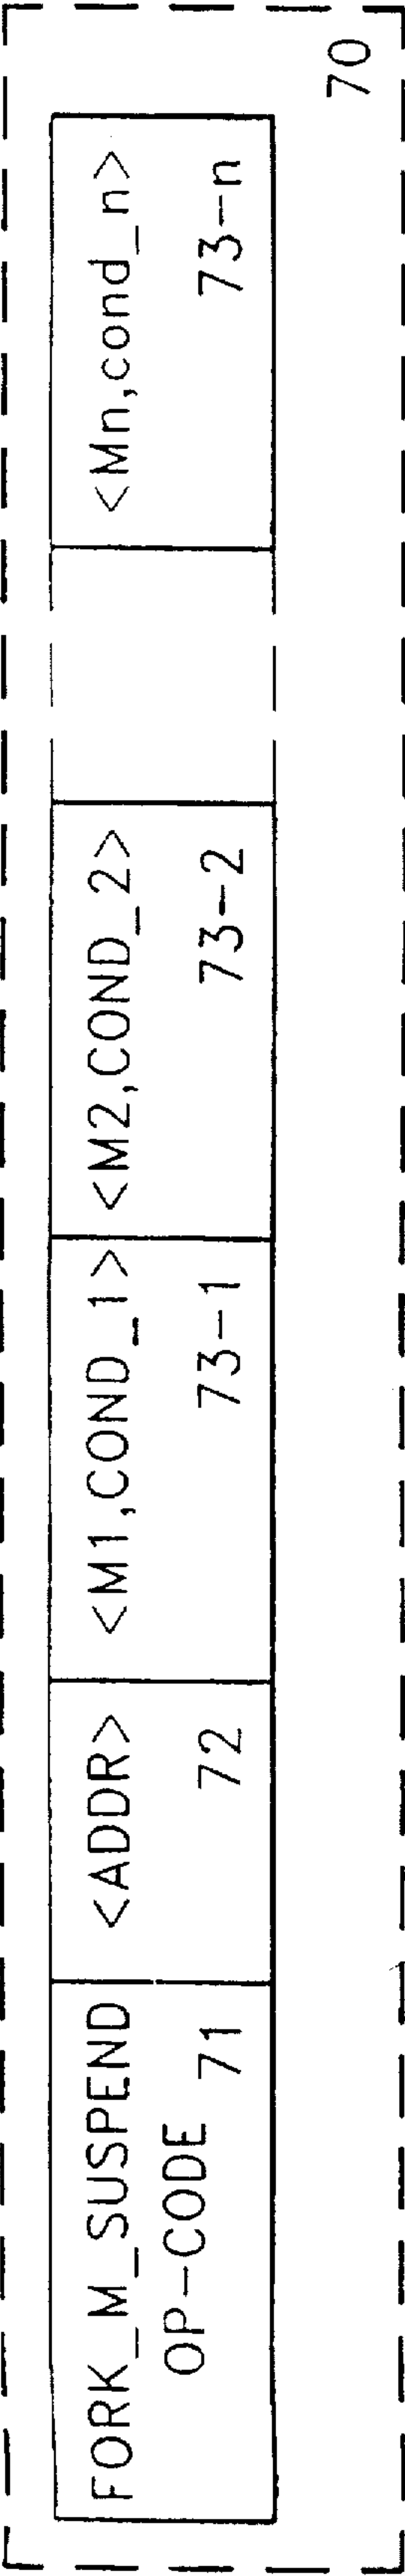 FORK_M_SUSPEND
OP-CODE 71
<ADDR>
72
<M1,COND_1>
73-1
<M2,COND_2>
73-2
<Mn,cond_n>
73-n
70